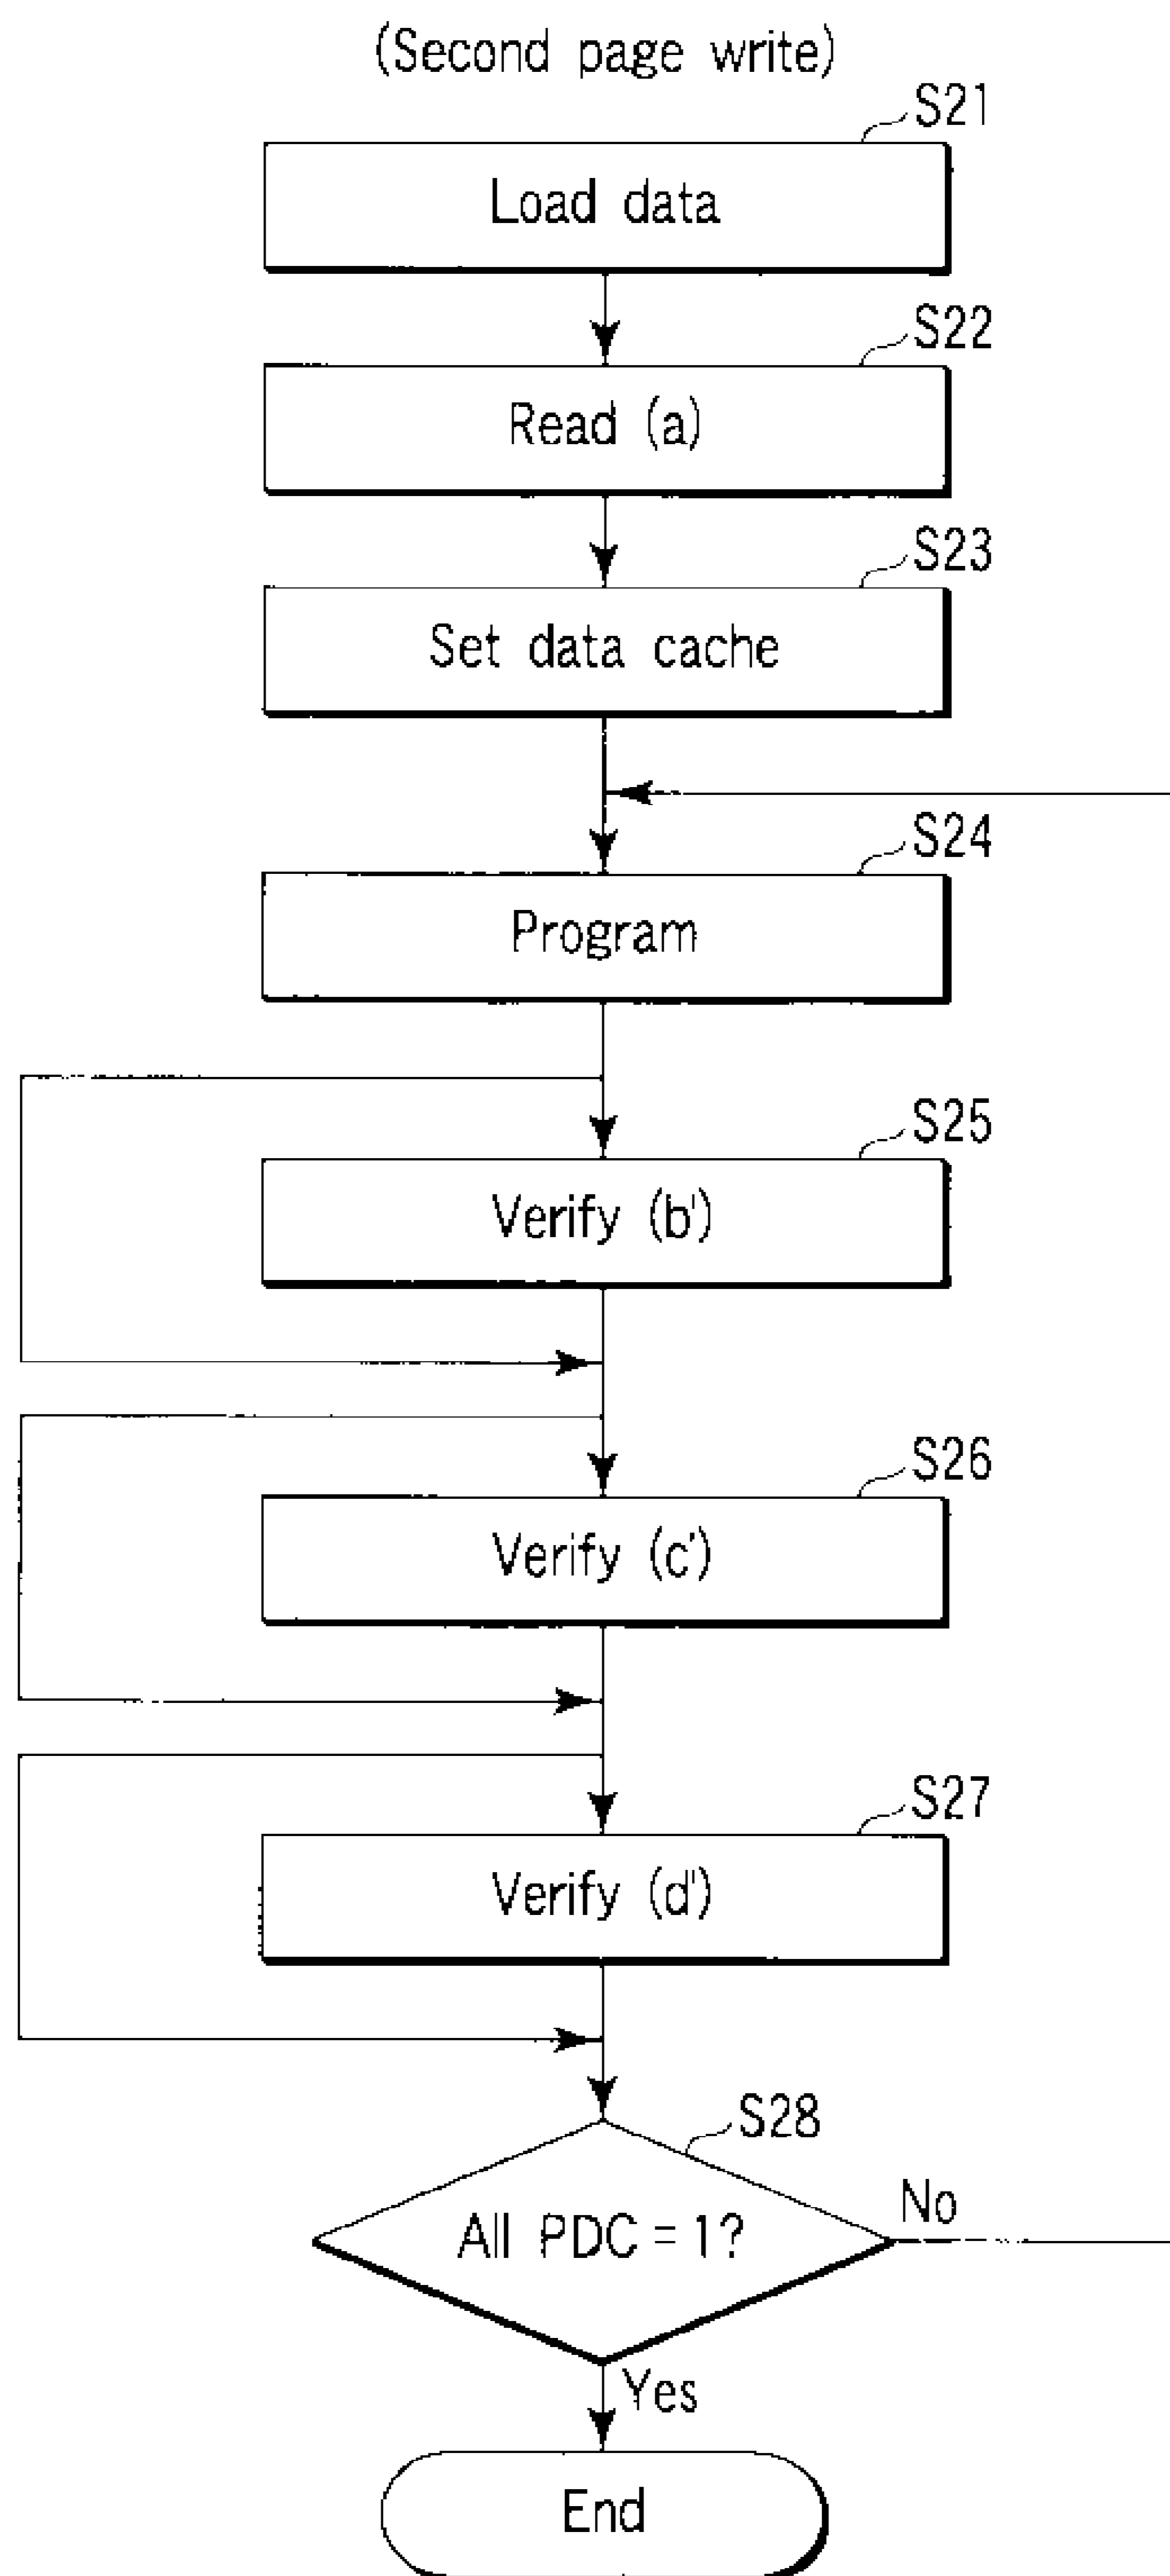 (Second page write)
S21
Load data
S22
Read (a)
S23
Set data cache
S24
Program
S25
Verify (b')
S26
Verify (c')
S27
Verify (d')
S28
All PDC = 1?
No
Yes
End